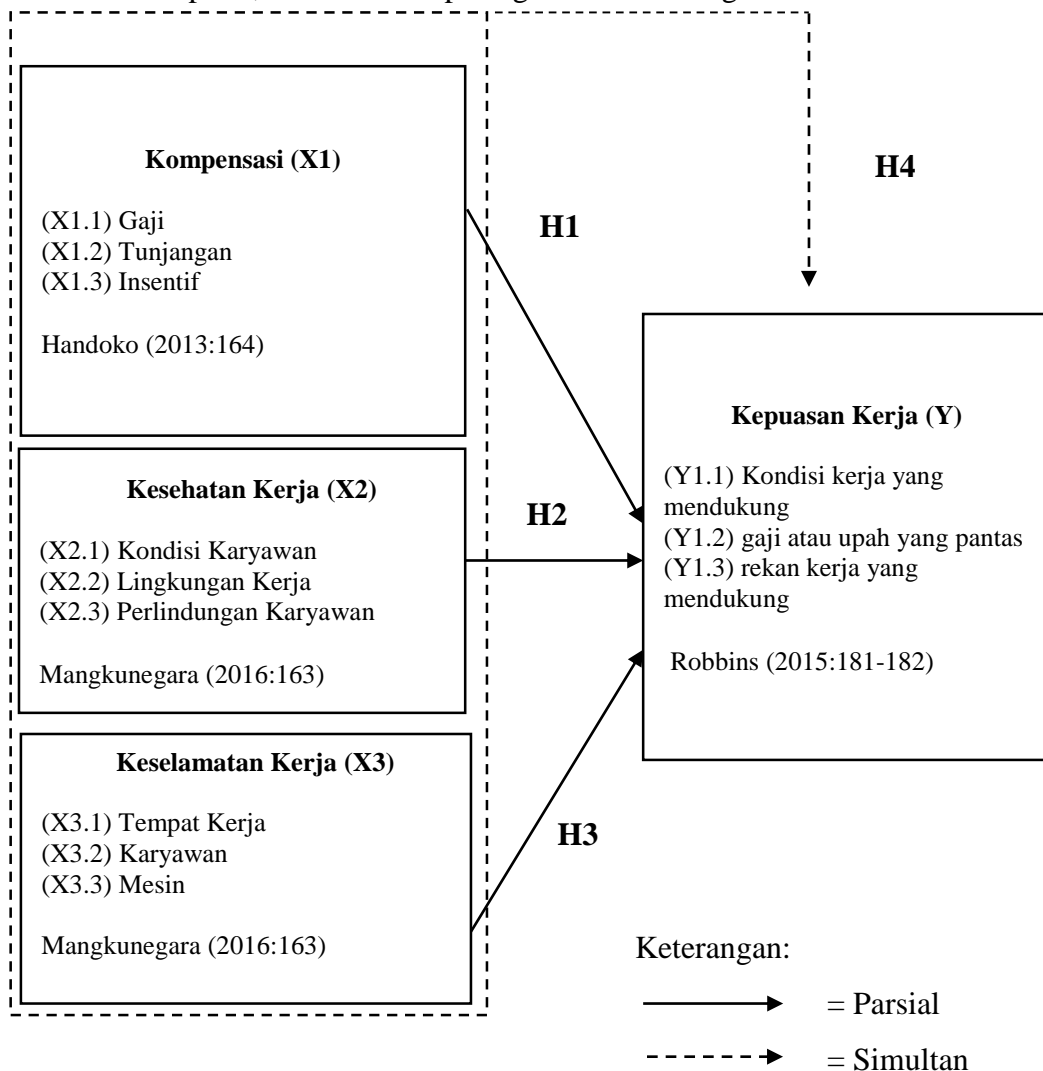 Kompensasi (X1)
(X1.1) Gaji
(X1.2) Tunjangan
(X1.3) Insentif
Handoko (2013:164)
H1
H4
Kesehatan Kerja (X2)
(X2.1) Kondisi Karyawan
(X2.2) Lingkungan Kerja
(X2.3) Perlindungan Karyawan
Mangkunegara (2016:163)
H2
Kepuasan Kerja (Y)
(Y1.1) Kondisi kerja yang
mendukung
(Y1.2) gaji atau upah yang pantas
(Y1.3) rekan kerja yang
mendukung
Robbins (2015:181-182)
Keselamatan Kerja (X3)
(X3.1) Tempat Kerja
(X3.2) Karyawan
(X3.3) Mesin
Mangkunegara (2016:163)
H3
Keterangan:
= Parsial
= Simultan